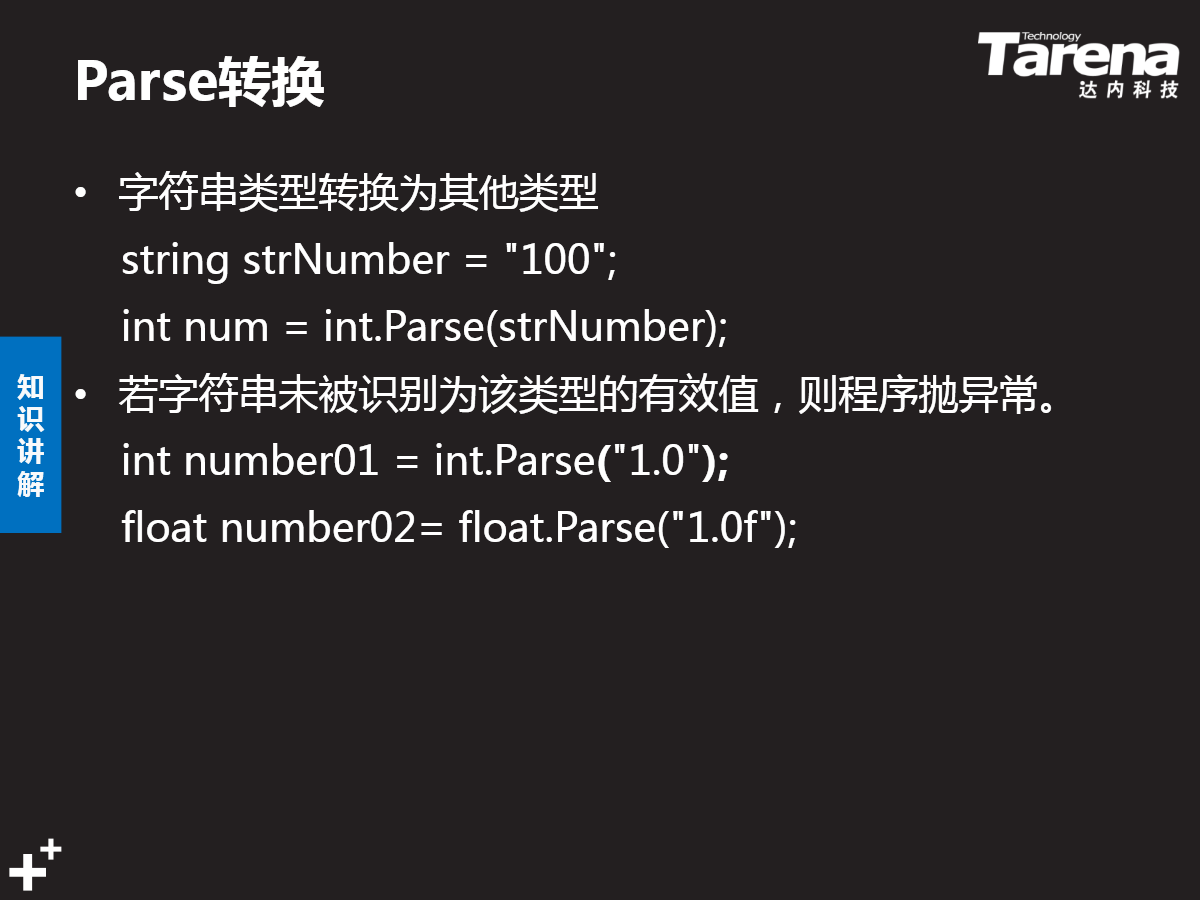 Technology
Tarena
达内科技
Parse转换
• 字符串类型转换为其他类型
string strNumber = "100";
int num = int.Parse(strNumber);
• 若字符串未被识别为该类型的有效值，则程序抛异常。
int number01 = int.Parse("1.0");
float number02= float.Parse("1.0f");
知
识
讲
解